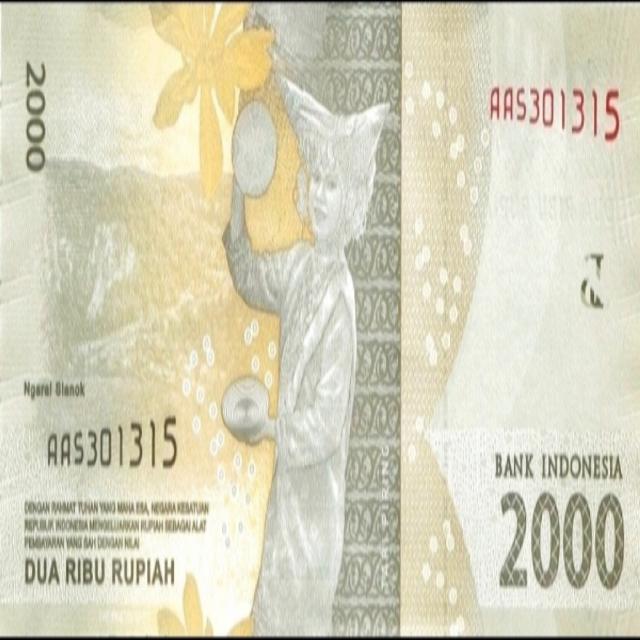 2000
AAS301315
Ngarai Sianok
AAS301315
DENGAN RAHMAT TUHAN YANG MAHA ESA, NEGARA KESATUAN
REPUBLIK INDONESIA MENGELUARKAN RUPIAH SEBAGAI ALAT
PEMBAYARAN YANG SAH DENGAN NILAI
DUA RIBU RUPIAH
BANK INDONESIA
2000